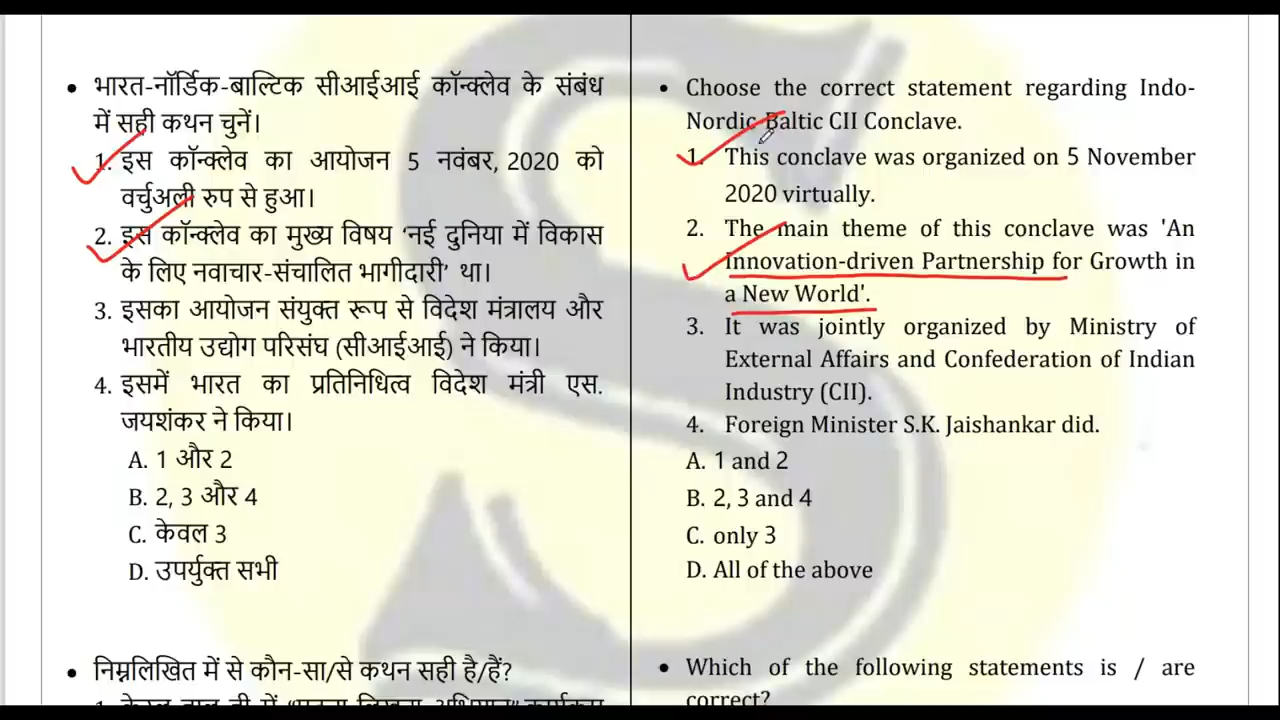 • भारत-नॉर्डिक-बाल्टिक सीआईआई कॉन्क्लेव के संबंध
में सही कथन चुनें।
1. इस कॉन्क्लेव का आयोजन 5 नवंबर, 2020 को
वर्चुअली रुप से हुआ।
2. इस कॉन्क्लेव का मुख्य विषय ‘नई दुनिया में विकास
के लिए नवाचार-संचालित भागीदारी’ था।
3. इसका आयोजन संयुक्त रूप से विदेश मंत्रालय और
भारतीय उद्योग परिसंघ (सीआईआई) ने किया।
4. इसमें भारत का प्रतिनिधित्व विदेश मंत्री एस.
जयशंकर ने किया।
A. 1 और 2
B. 2, 3 और 4
C. केवल 3
D. उपर्युक्त सभी
• निम्नलिखित में से कौन-सा/से कथन सही है/हैं?
• Choose the correct statement regarding Indo-
Nordic Baltic CII Conclave.
1. This conclave was organized on 5 November
2020 virtually.
2. The main theme of this conclave was 'An
Innovation-driven Partnership for Growth in
a New World'.
3. It was jointly organized by Ministry of
External Affairs and Confederation of Indian
Industry (CII).
4. Foreign Minister S.K. Jaishankar did.
A. 1 and 2
B. 2, 3 and 4
C. only 3
D. All of the above
• Which of the following statements is / are
correct?